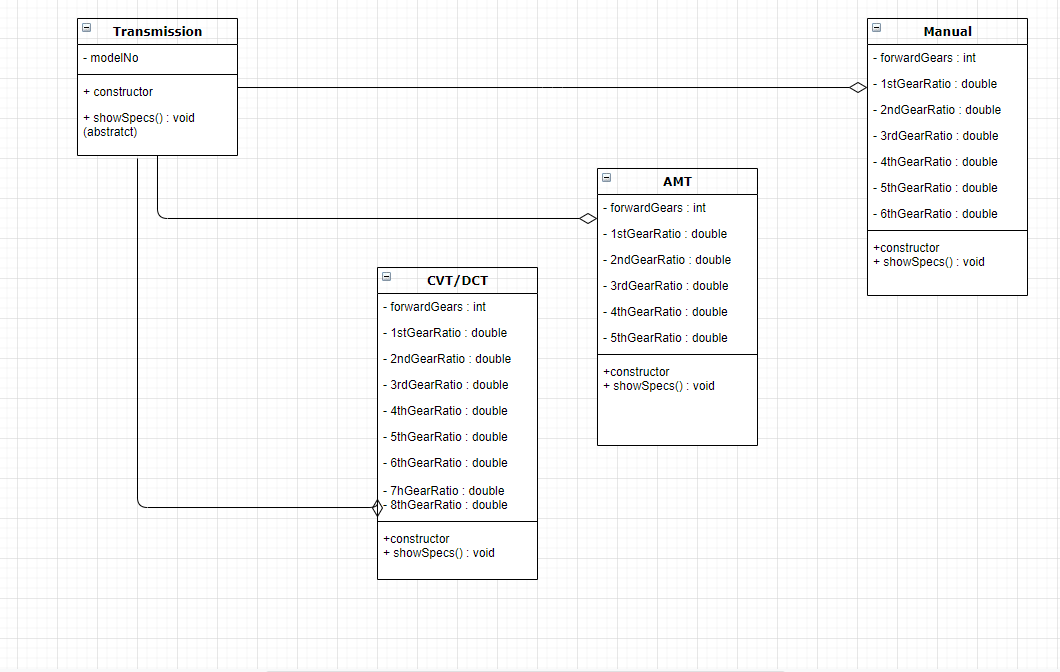 Transmission
- modelNo
+ constructor
+ showSpecs() : void
(abstratct)
Manual
- forwardGears : int
- 1stGearRatio : double
- 2ndGearRatio : double
- 3rdGearRatio : double
- 4thGearRatio : double
- 5thGearRatio : double
- 6thGearRatio : double
+constructor
+ showSpecs() : void
AMT
- forwardGears : int
- 1stGearRatio : double
- 2ndGearRatio : double
- 3rdGearRatio : double
- 4thGearRatio : double
- 5thGearRatio : double
+constructor
+ showSpecs() : void
CVT/DCT
- forwardGears : int
- 1stGearRatio : double
- 2ndGearRatio : double
- 3rdGearRatio : double
- 4thGearRatio : double
- 5thGearRatio : double
- 6thGearRatio : double
- 7hGearRatio : double
- 8thGearRatio : double
+constructor
+ showSpecs() : void